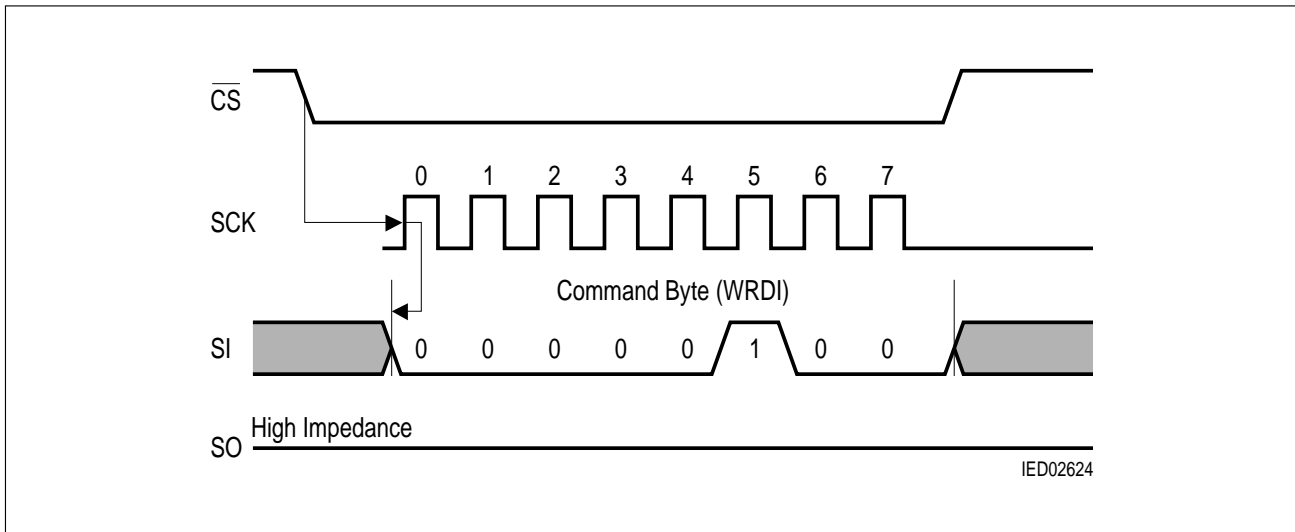 CS
0 1 2 3 4 5 6 7
SCK
Command Byte (WRDI)
SI 0 0 0 0 0 1 0 0
High Impedance
SO
IED02624